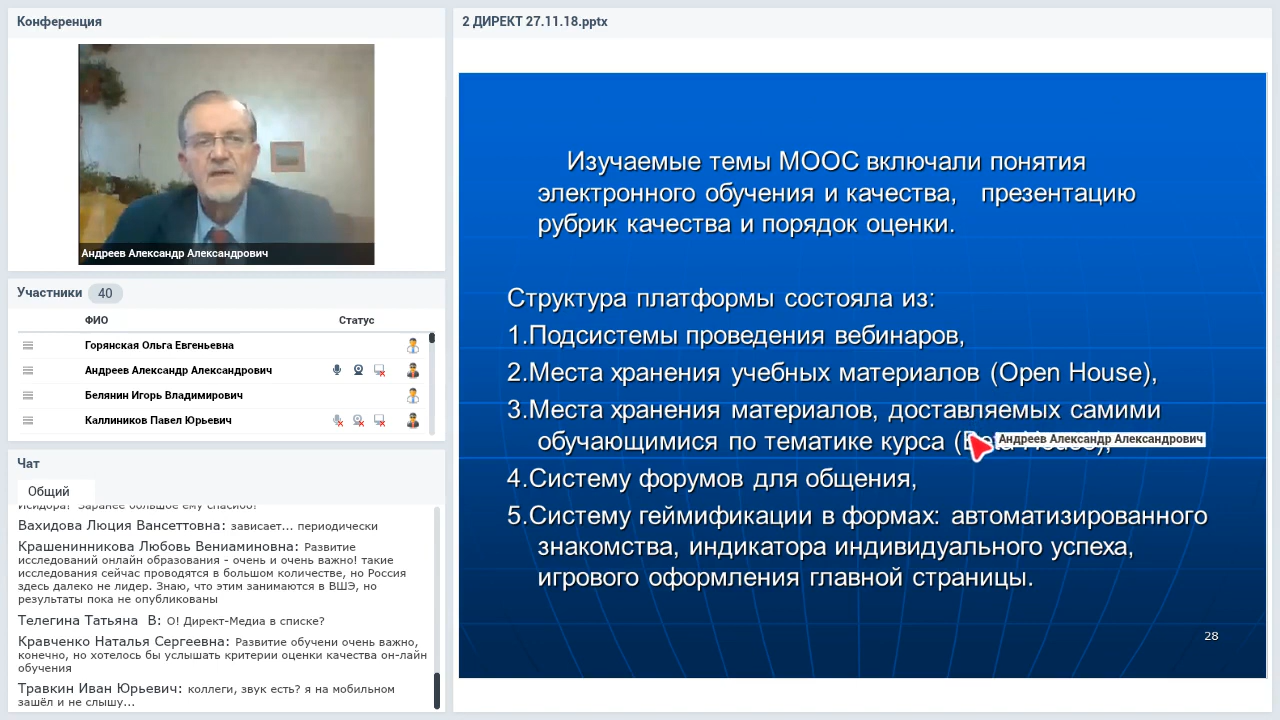 Конференция
Андреев Александр Александрович
Участники 40
ФИО Статус
Горянская Ольга Евгеньевна
Андреев Александр Александрович
Белянин Игорь Владимирович
Каллиников Павел Юрьевич
Чат
Общий
Исидора! Заранее большое ему спасибо!
Вахидова Люция Вансеттовна: зависает... периодически
Крашенинникова Любовь Вениаминовна: Развитие
исследований онлайн образования - очень и очень важно! такие
исследования сейчас проводятся в большом количестве, но Россия
здесь далеко не лидер. Знаю, что этим занимаются в ВШЭ, но
результаты пока не опубликованы
Телегина Татьяна В: О! Директ-Медиа в списке?
Кравченко Наталья Сергеевна: Развитие обучени очень важно,
конечно, но хотелось бы услышать критерии оценки качества он-лайн
обучения
Травкин Иван Юрьевич: коллеги, звук есть? я на мобильном
зашёл и не слышу...
2 ДИРЕКТ 27.11.18.pptx
Изучаемые темы МООС включали понятия
электронного обучения и качества, презентацию
рубрик качества и порядок оценки.
Структура платформы состояла из:
1.Подсистемы проведения вебинаров,
2.Места хранения учебных материалов (Open House),
3.Места хранения материалов, доставляемых самими
обучающимися по тематике курса
Андреев Александр Александрович
4.Систему форумов для общения,
5.Систему геймификации в формах: автоматизированного
знакомства, индикатора индивидуального успеха,
игрового оформления главной страницы.
28